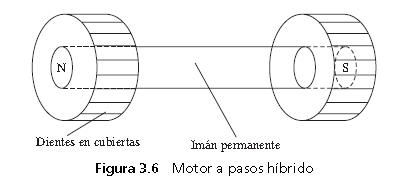 N
S
Dientes en cubiertas
Imán permanente
Figura 3.6 Motor a pasos híbrido